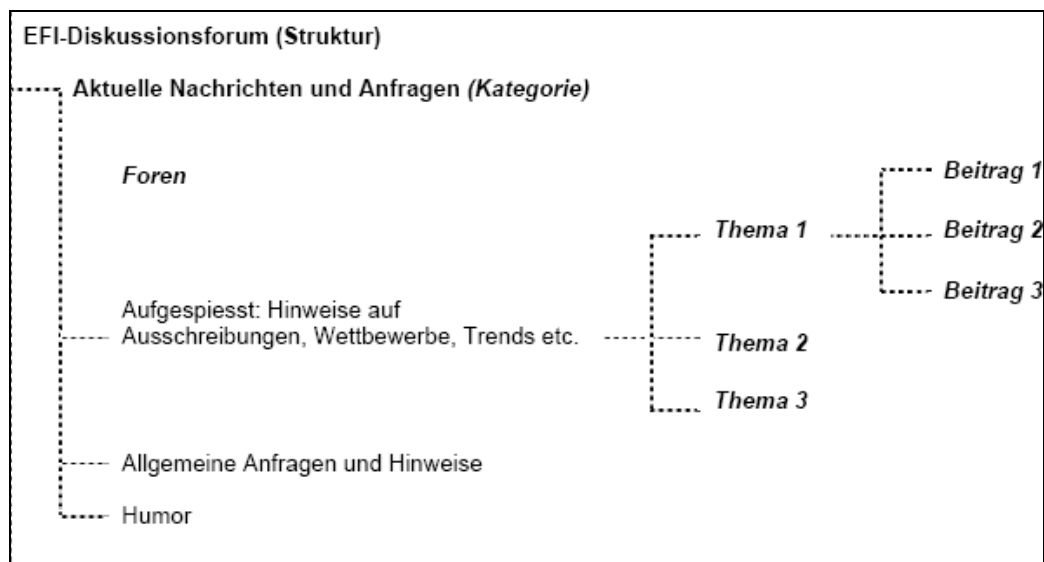 EFI-Diskussionsforum (Struktur)
Aktuelle Nachrichten und Anfragen (Kategorie)
Foren
Beitrag 1
Thema 1
Beitrag 2
Beitrag 3
Aufgespiesst: Hinweise auf
Ausschreibungen, Wettbewerbe, Trends etc.
Thema 2
Thema 3
Allgemeine Anfragen und Hinweise
Humor